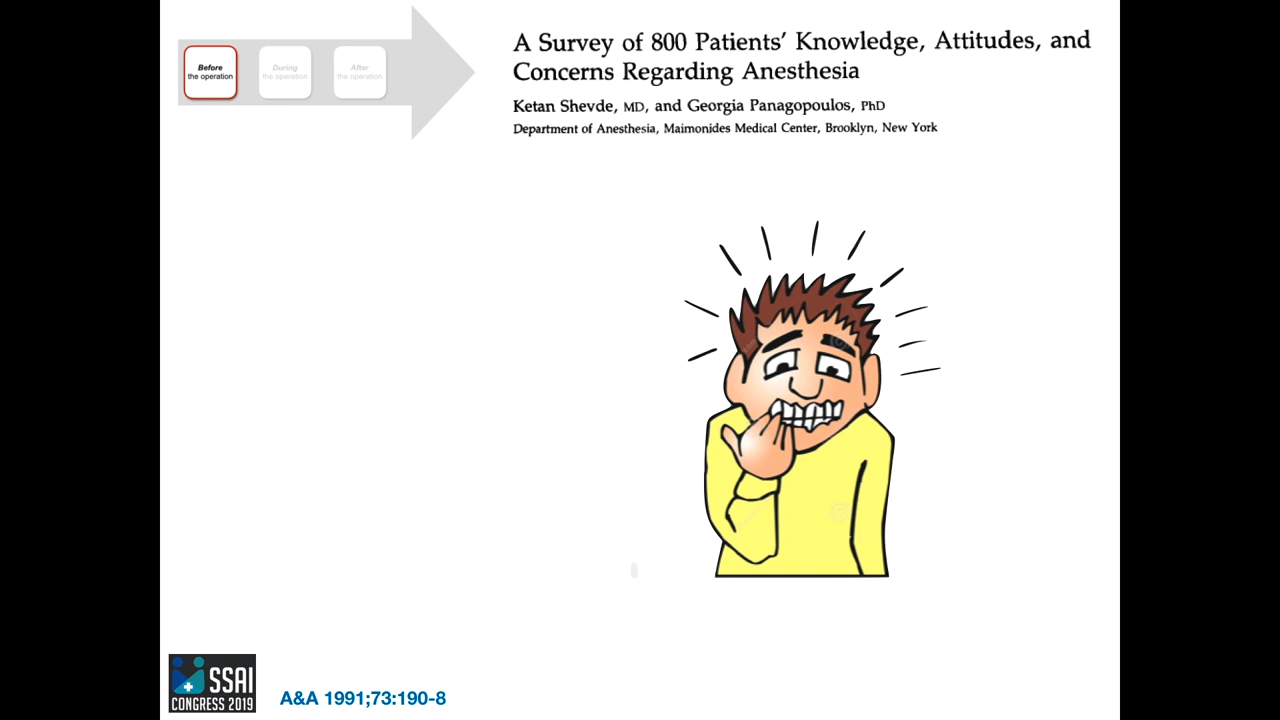 Before
the operation
During
the operation
After
the operation
A Survey of 800 Patients’ Knowledge, Attitudes, and
Concerns Regarding Anesthesia
Ketan Shevde, MD, and Georgia Panagopoulos, PhD
Department of Anesthesia, Maimonides Medical Center, Brooklyn, New York
SSAI
CONGRESS 2019
A&A 1991;73:190-8